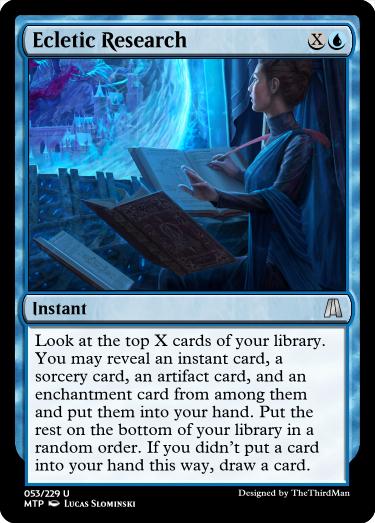 Ecletic Research X
Instant
Look at the top X cards of your library.
You may reveal an instant card, a
sorcery card, an artifact card, and an
enchantment card from among them
and put them into your hand. Put the
rest on the bottom of your library in a
random order. If you didn't put a card
into your hand this way, draw a card.
053/229 U
MTP Lucas Slominski
Designed by TheThirdMan